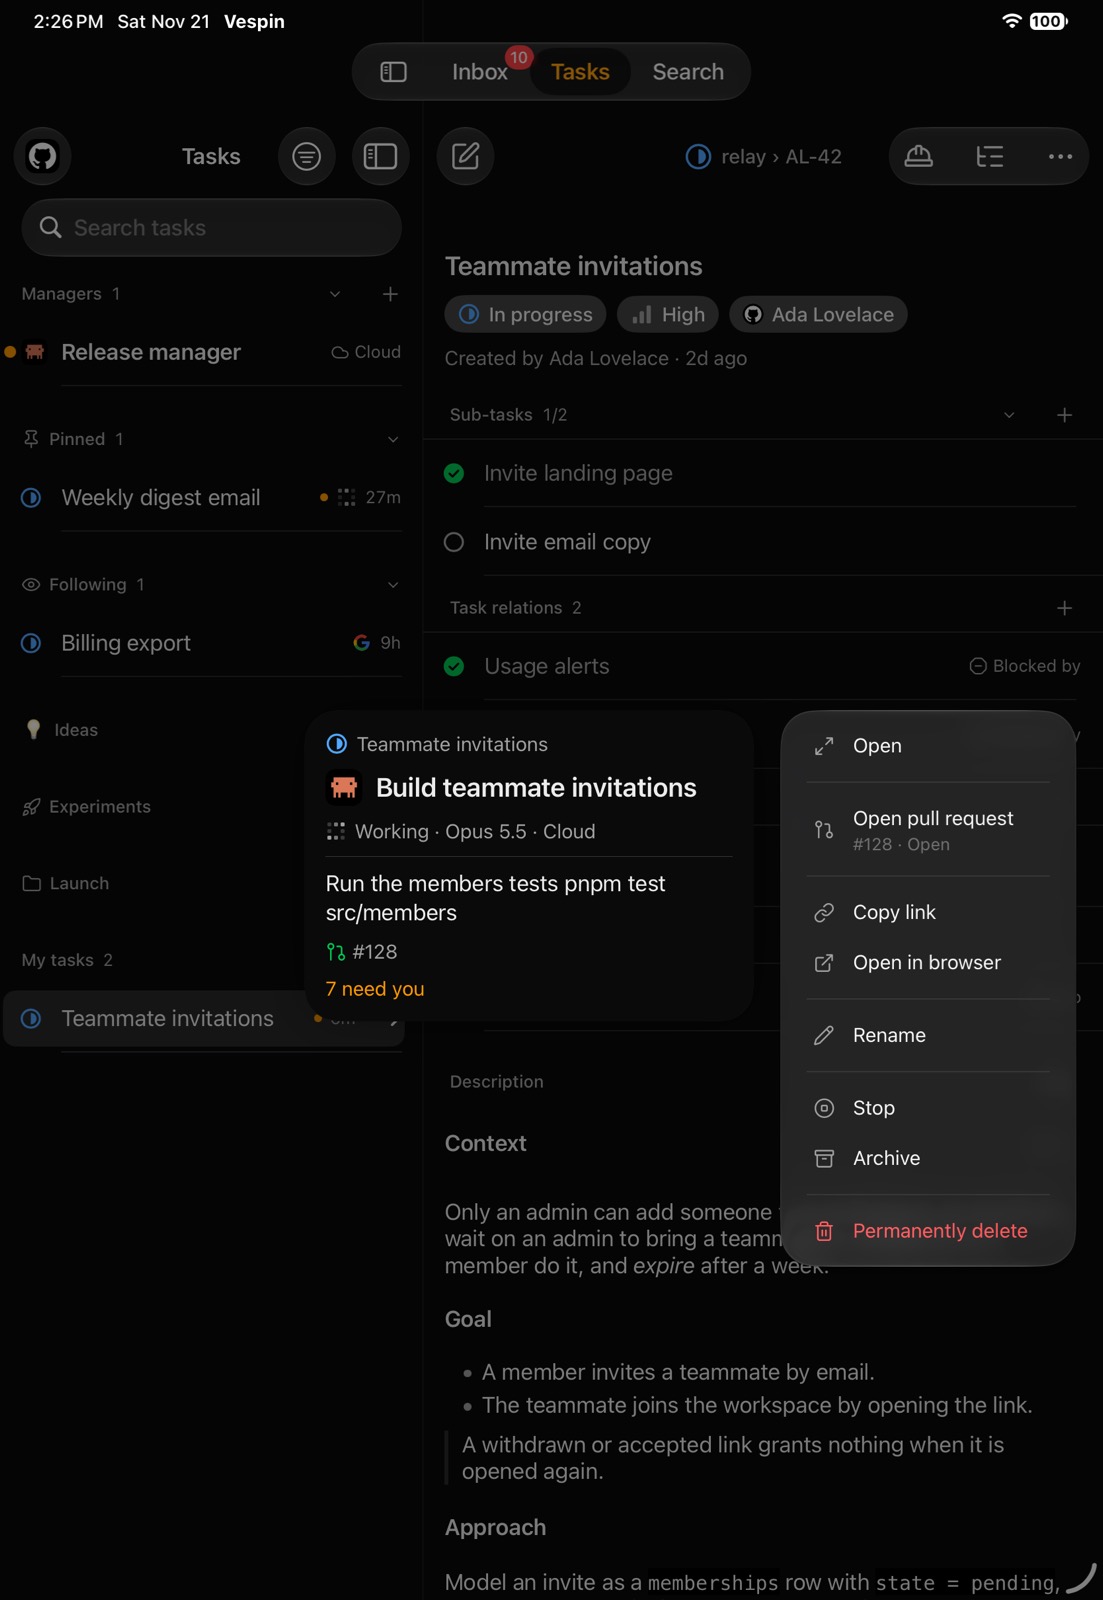 2:26 PM Sat Nov 21 Vespin
100
Inbox 10 Tasks Search
Tasks
relay › AL-42
Search tasks
Managers 1
Release manager Cloud
Pinned 1
Weekly digest email 27m
Following 1
Billing export 9h
Ideas
Experiments
Launch
My tasks 2
Teammate invitations
Teammate invitations
In progress High Ada Lovelace
Created by Ada Lovelace · 2d ago
Sub-tasks 1/2
Invite landing page
Invite email copy
Task relations 2
Usage alerts Blocked by
Teammate invitations
Build teammate invitations
Working · Opus 5.5 · Cloud
Run the members tests pnpm test
src/members
#128
7 need you
Open
Open pull request
#128 · Open
Copy link
Open in browser
Rename
Stop
Archive
Permanently delete
Description
Context
Only an admin can add someone
wait on an admin to bring a
member do it, and expire after a week.
Goal
• A member invites a teammate by email.
• The teammate joins the workspace by opening the link.
A withdrawn or accepted link grants nothing when it is
opened again.
Approach
Model an invite as a memberships row with state = pending,